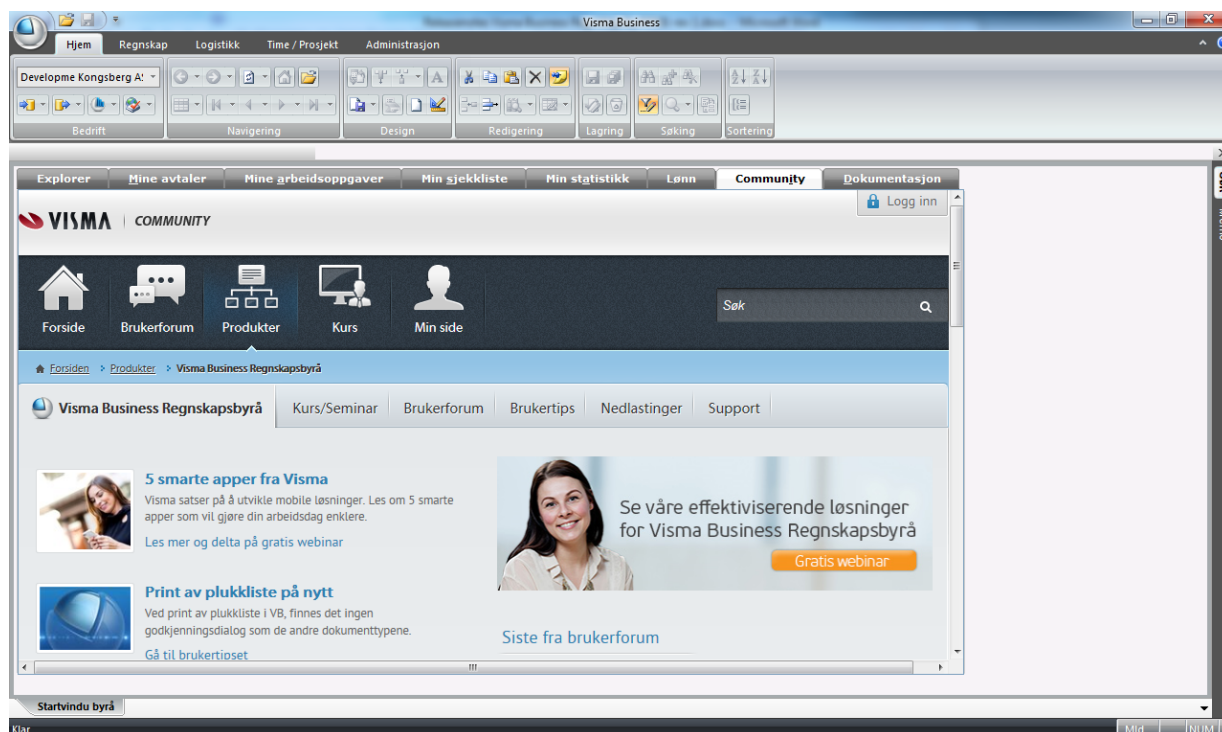 Visma Business
Hjem Regnskap Logistikk Time / Prosjekt Administrasjon
Developme Kongsberg A:
Bedrift Navigering Design Redigering Lagring Søking Sortering
Explorer Mine avtaler Mine arbeidsoppgaver Min sjekkliste Min statistikk Lønn Community Dokumentasjon
Logg inn
VISMA COMMUNITY
Søk
Forside Brukerforum Produkter Kurs Min side
Forsiden > Produkter > Visma Business Regnskapsbyrå
Visma Business Regnskapsbyrå Kurs/Seminar Brukerforum Brukertips Nedlastinger Support
5 smarte apper fra Visma
Visma satser på å utvikle mobile løsninger. Les om 5 smarte
apper som vil gjøre din arbeidsdag enklere.
Les mer og delta på gratis webinar
Se våre effektiviserende løsninger
for Visma Business Regnskapsbyrå
Gratis webinar
Print av plukkliste på nytt
Ved print av plukkliste i VB, finnes det ingen
godkjenningsdialog som de andre dokumenttypene.
Gå til brukertipset
Siste fra brukerforum
Startvindu byrå
Klar
Mld NUM